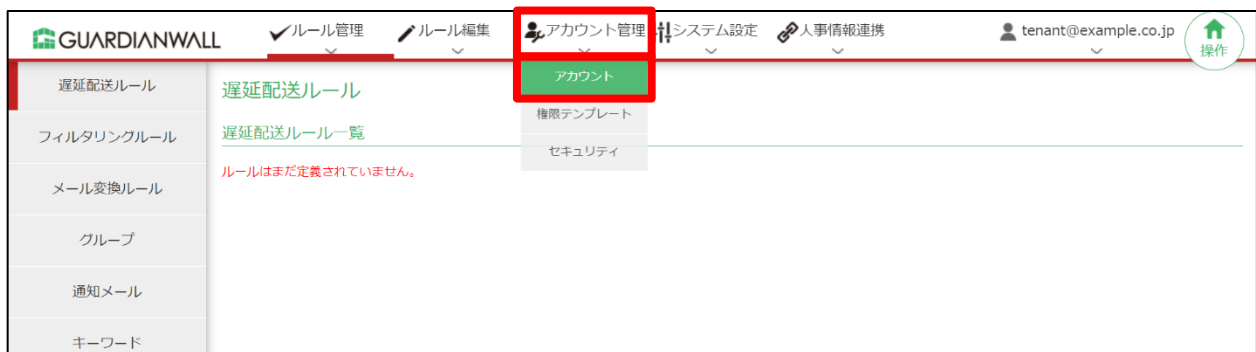 GUARDIANWALL
ルール管理
ルール編集
アカウント管理
システム設定
人事情報連携
tenant@example.co.jp
操作
アカウント
権限テンプレート
セキュリティ
遅延配送ルール
フィルタリングルール
メール変換ルール
グループ
通知メール
キーワード
遅延配送ルール
遅延配送ルール一覧
ルールはまだ定義されていません。